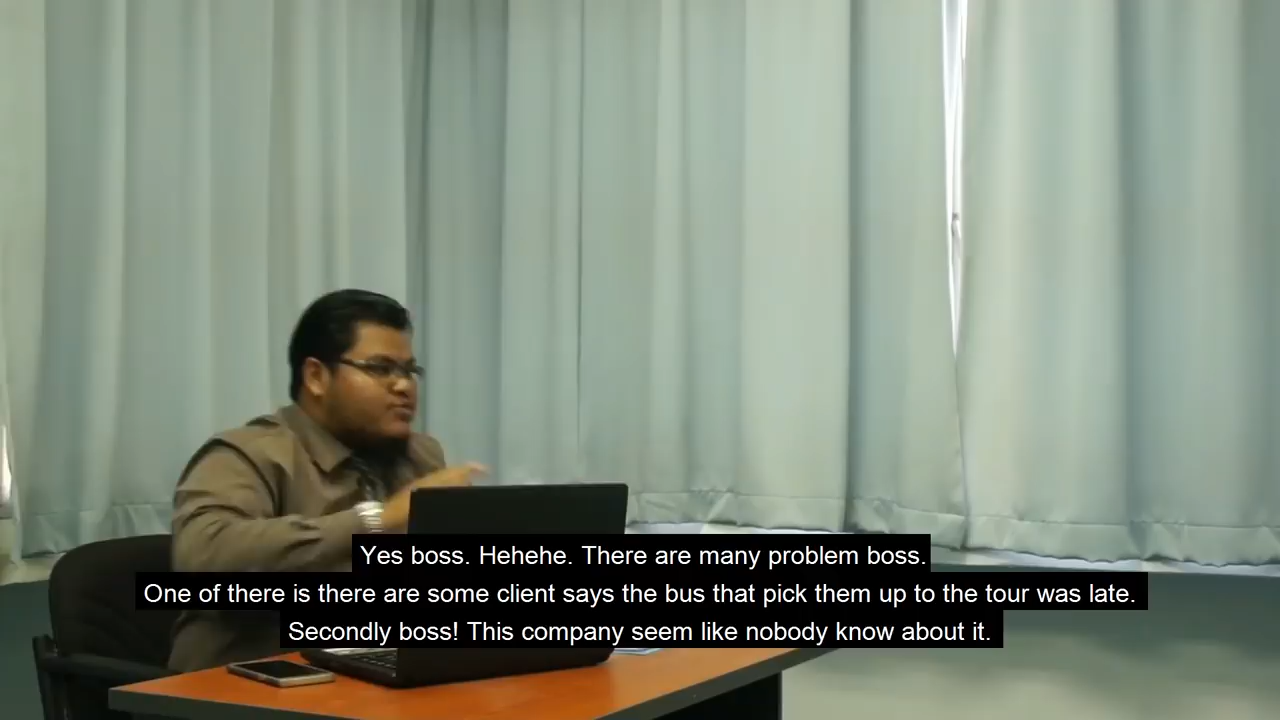 Yes boss. Hehehe. There are many problem boss.
One of there is there are some client says the bus that pick them up to the tour was late.
Secondly boss! This company seem like nobody know about it.